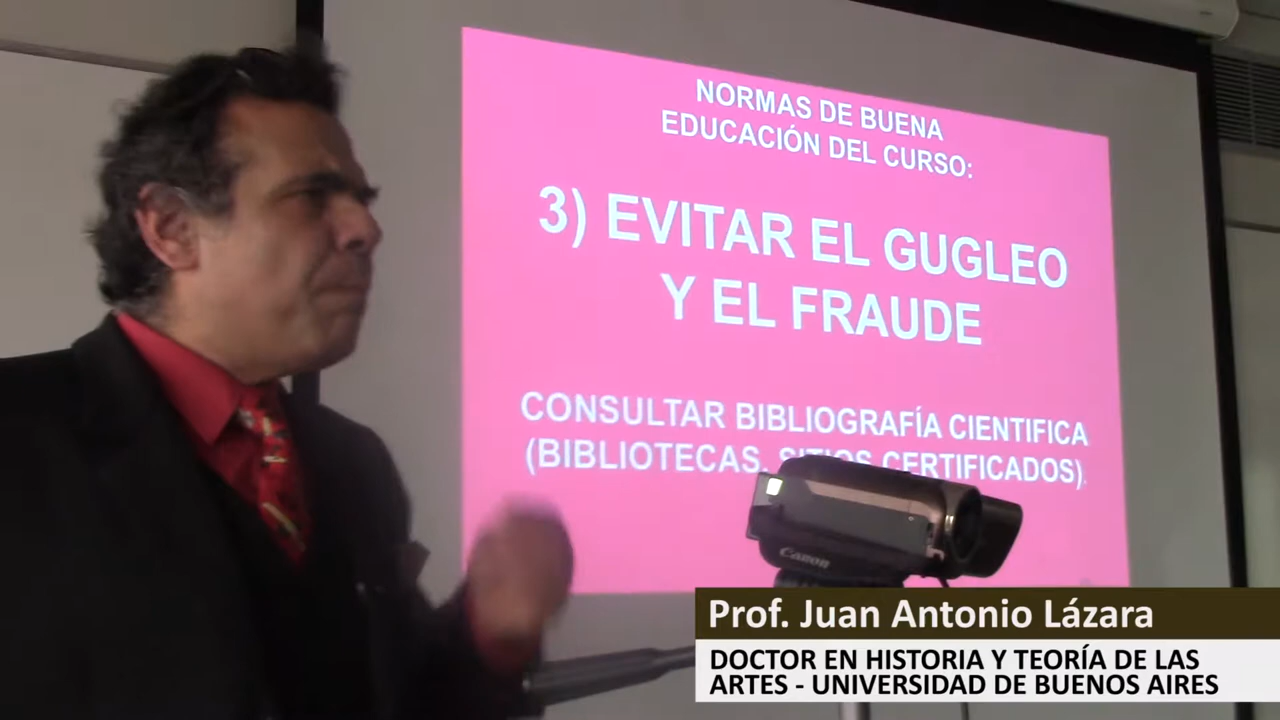 NORMAS DE BUENA
EDUCACIÓN DEL CURSO:
3) EVITAR EL GUGLEO
Y EL FRAUDE
CONSULTAR BIBLIOGRAFÍA CIENTIFICA
(BIBLIOTECAS, SITIOS CERTIFICADOS).
Canon
Prof. Juan Antonio Lázara
DOCTOR EN HISTORIA Y TEORÍA DE LAS
ARTES - UNIVERSIDAD DE BUENOS AIRES